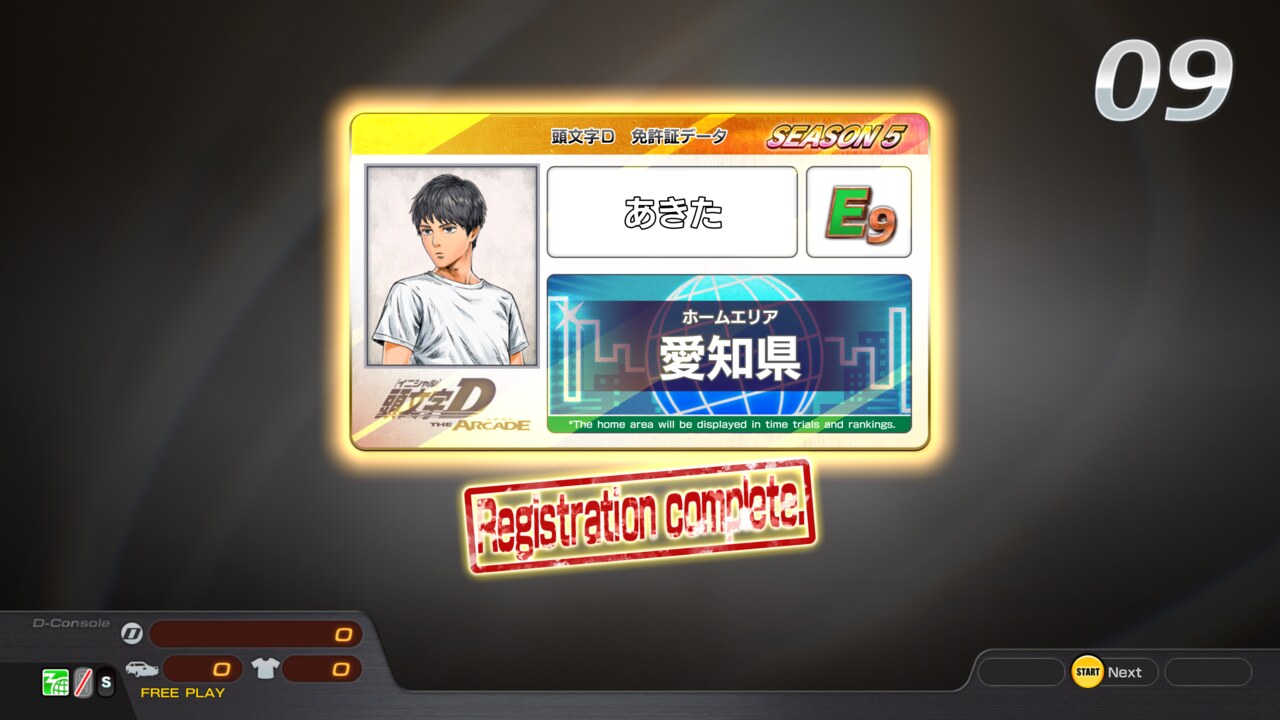 09
頭文字D 免許証データ
SEASON 5
あきた
E9
ホームエリア
愛知県
*The home area will be displayed in time trials and rankings.
イニシャル
頭文字D
THE ARCADE
Registration complete.
D-Console
D
0
0
0
S
FREE PLAY
START Next